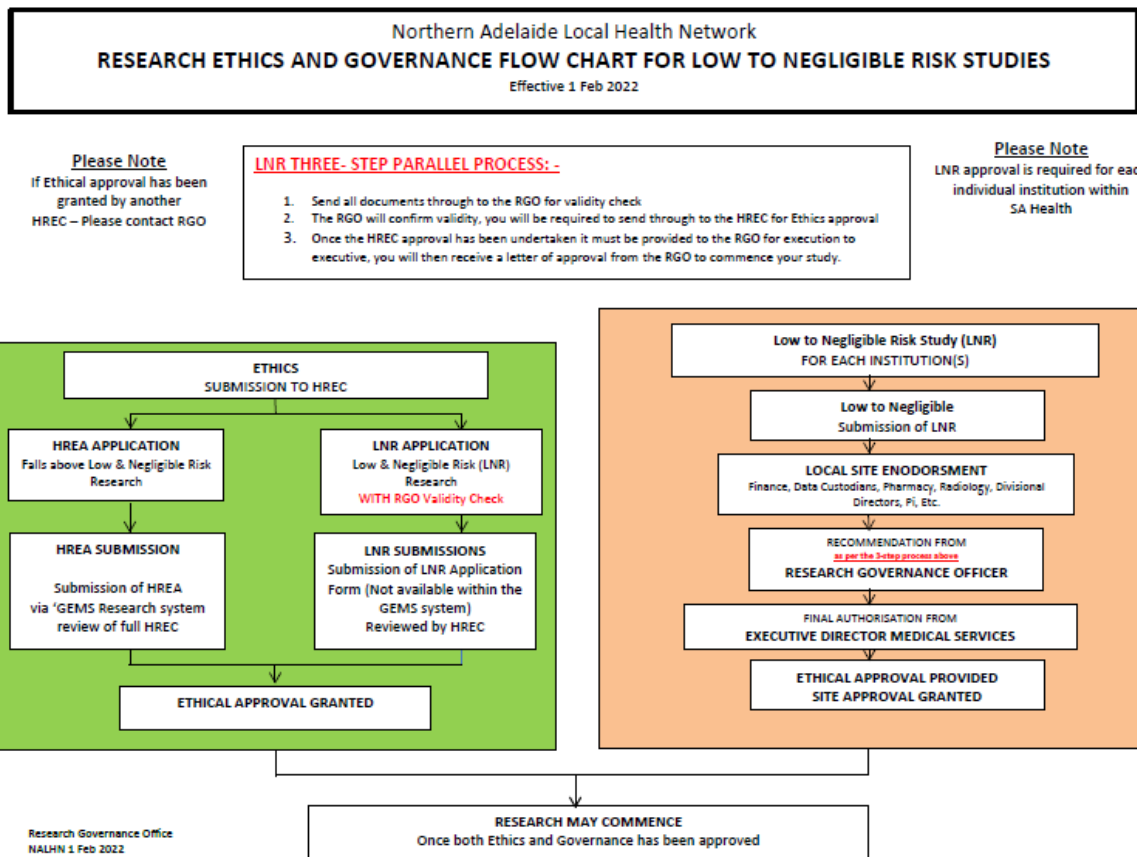 Northern Adelaide Local Health Network
RESEARCH ETHICS AND GOVERNANCE FLOW CHART FOR LOW TO NEGLIGIBLE RISK STUDIES
Effective 1 Feb 2022
Please Note
If Ethical approval has been
granted by another
HREC – Please contact RGO
LNR THREE- STEP PARALLEL PROCESS: -
1. Send all documents through to the RGO for validity check
2. The RGO will confirm validity, you will be required to send through to the HREC for Ethics approval
3. Once the HREC approval has been undertaken it must be provided to the RGO for execution to
executive, you will then receive a letter of approval from the RGO to commence your study.
Please Note
LNR approval is required for eac
individual institution within
SA Health
ETHICS
SUBMISSION TO HREC
HREA APPLICATION
Falls above Low & Negligible Risk
Research
LNR APPLICATION
Low & Negligible Risk (LNR)
Research
WITH RGO Validity Check
HREA SUBMISSION
Submission of HREA
via ‘GEMS Research system
review of full HREC
LNR SUBMISSIONS
Submission of LNR Application
Form (Not available within the
GEMS system)
Reviewed by HREC
ETHICAL APPROVAL GRANTED
Low to Negligible Risk Study (LNR)
FOR EACH INSTITUTION(S)
Low to Negligible
Submission of LNR
LOCAL SITE ENODORSMENT
Finance, Data Custodians, Pharmacy, Radiology, Divisional
Directors, Pi, Etc.
RECOMMENDATION FROM
as per the 3-step process above
RESEARCH GOVERNANCE OFFICER
FINAL AUTHORISATION FROM
EXECUTIVE DIRECTOR MEDICAL SERVICES
ETHICAL APPROVAL PROVIDED
SITE APPROVAL GRANTED
RESEARCH MAY COMMENCE
Once both Ethics and Governance has been approved
Research Governance Office
NALHN 1 Feb 2022